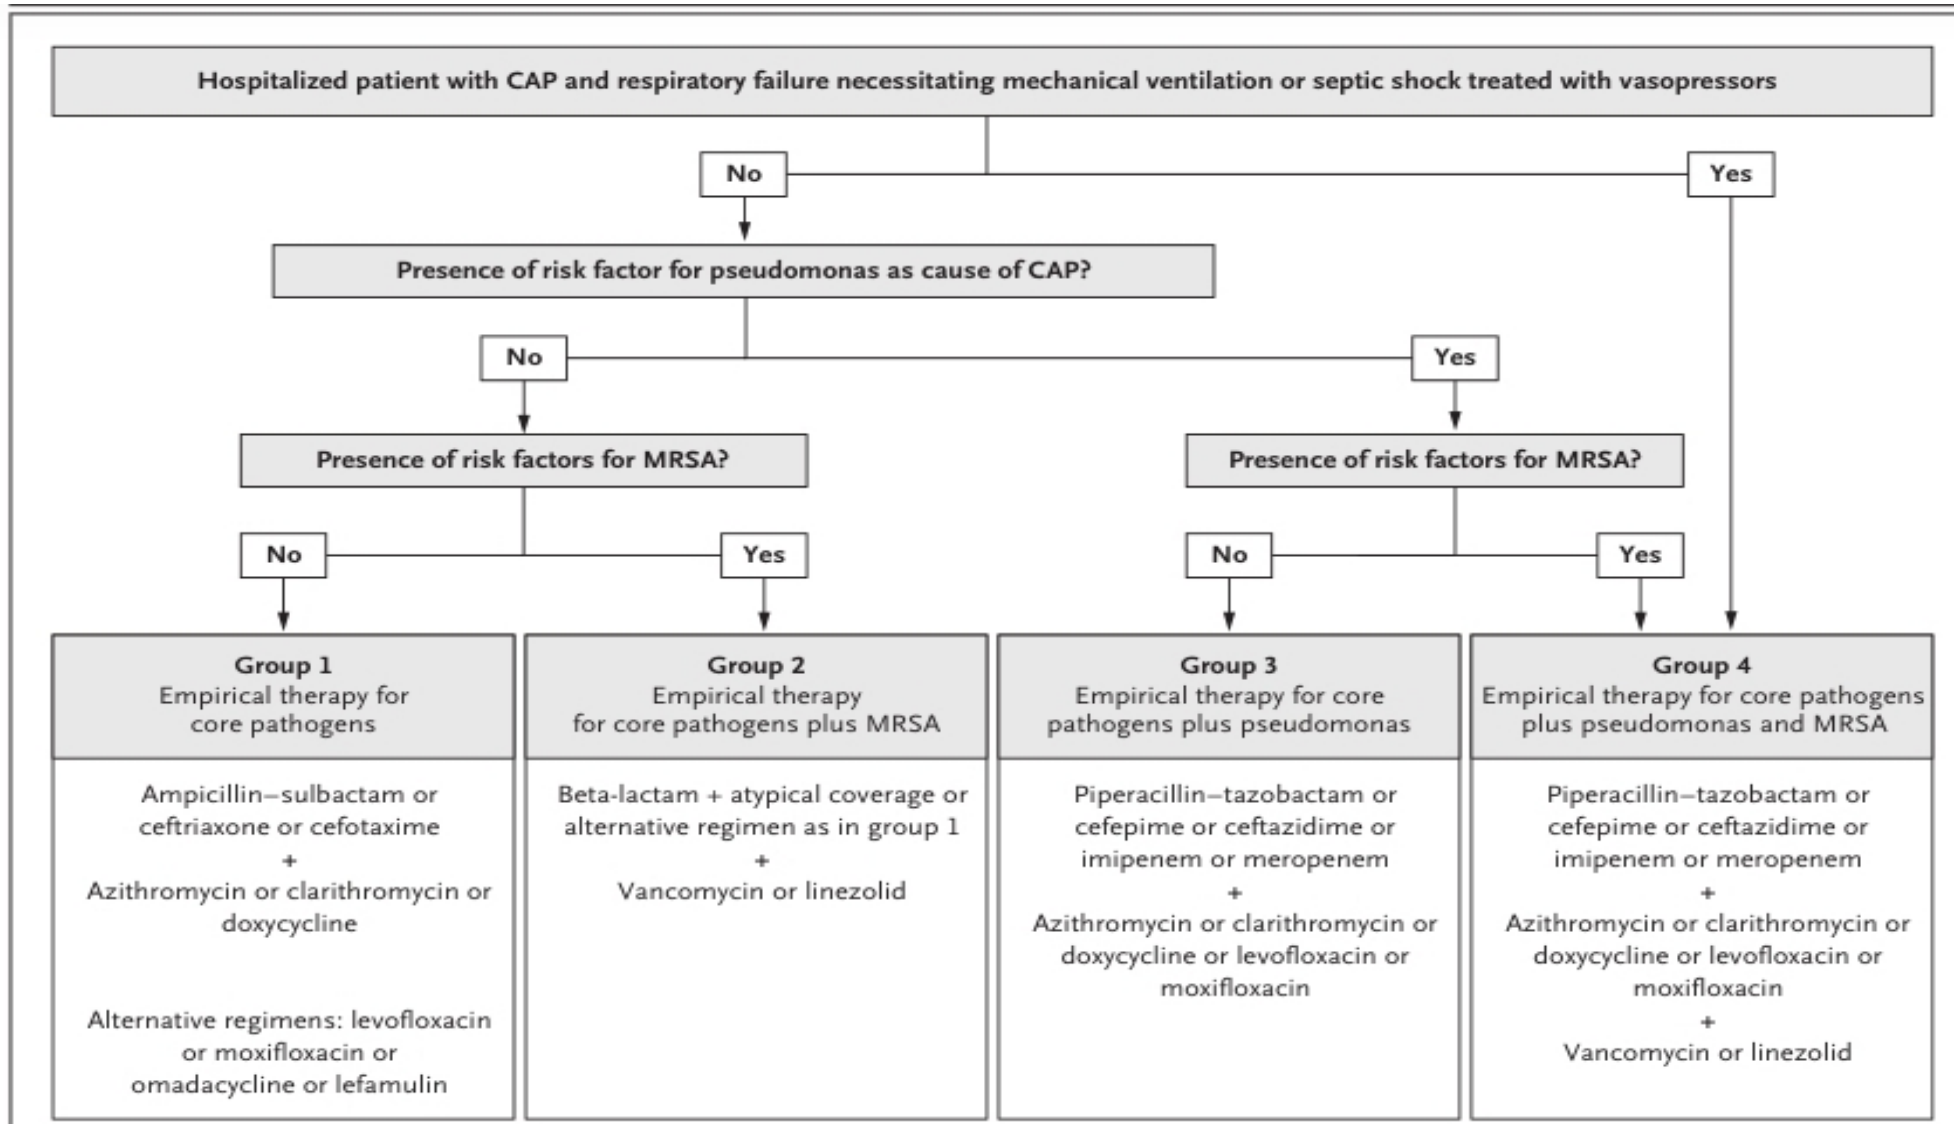 Hospitalized patient with CAP and respiratory failure necessitating mechanical ventilation or septic shock treated with vasopressors
No
Yes
Presence of risk factor for pseudomonas as cause of CAP?
No
Yes
Presence of risk factors for MRSA?
Presence of risk factors for MRSA?
No
Yes
No
Yes
Group 1
Empirical therapy for
core pathogens
Ampicillin–sulbactam or
ceftriaxone or cefotaxime
+
Azithromycin or clarithromycin or
doxycycline
Alternative regimens: levofloxacin
or moxifloxacin or
omadacycline or lefamulin
Group 2
Empirical therapy
for core pathogens plus MRSA
Beta-lactam + atypical coverage or
alternative regimen as in group 1
+
Vancomycin or linezolid
Group 3
Empirical therapy for core
pathogens plus pseudomonas
Piperacillin–tazobactam or
cefepime or ceftazidime or
imipenem or meropenem
+
Azithromycin or clarithromycin or
doxycycline or levofloxacin or
moxifloxacin
Group 4
Empirical therapy for core pathogens
plus pseudomonas and MRSA
Piperacillin–tazobactam or
cefepime or ceftazidime or
imipenem or meropenem
+
Azithromycin or clarithromycin or
doxycycline or levofloxacin or
moxifloxacin
+
Vancomycin or linezolid